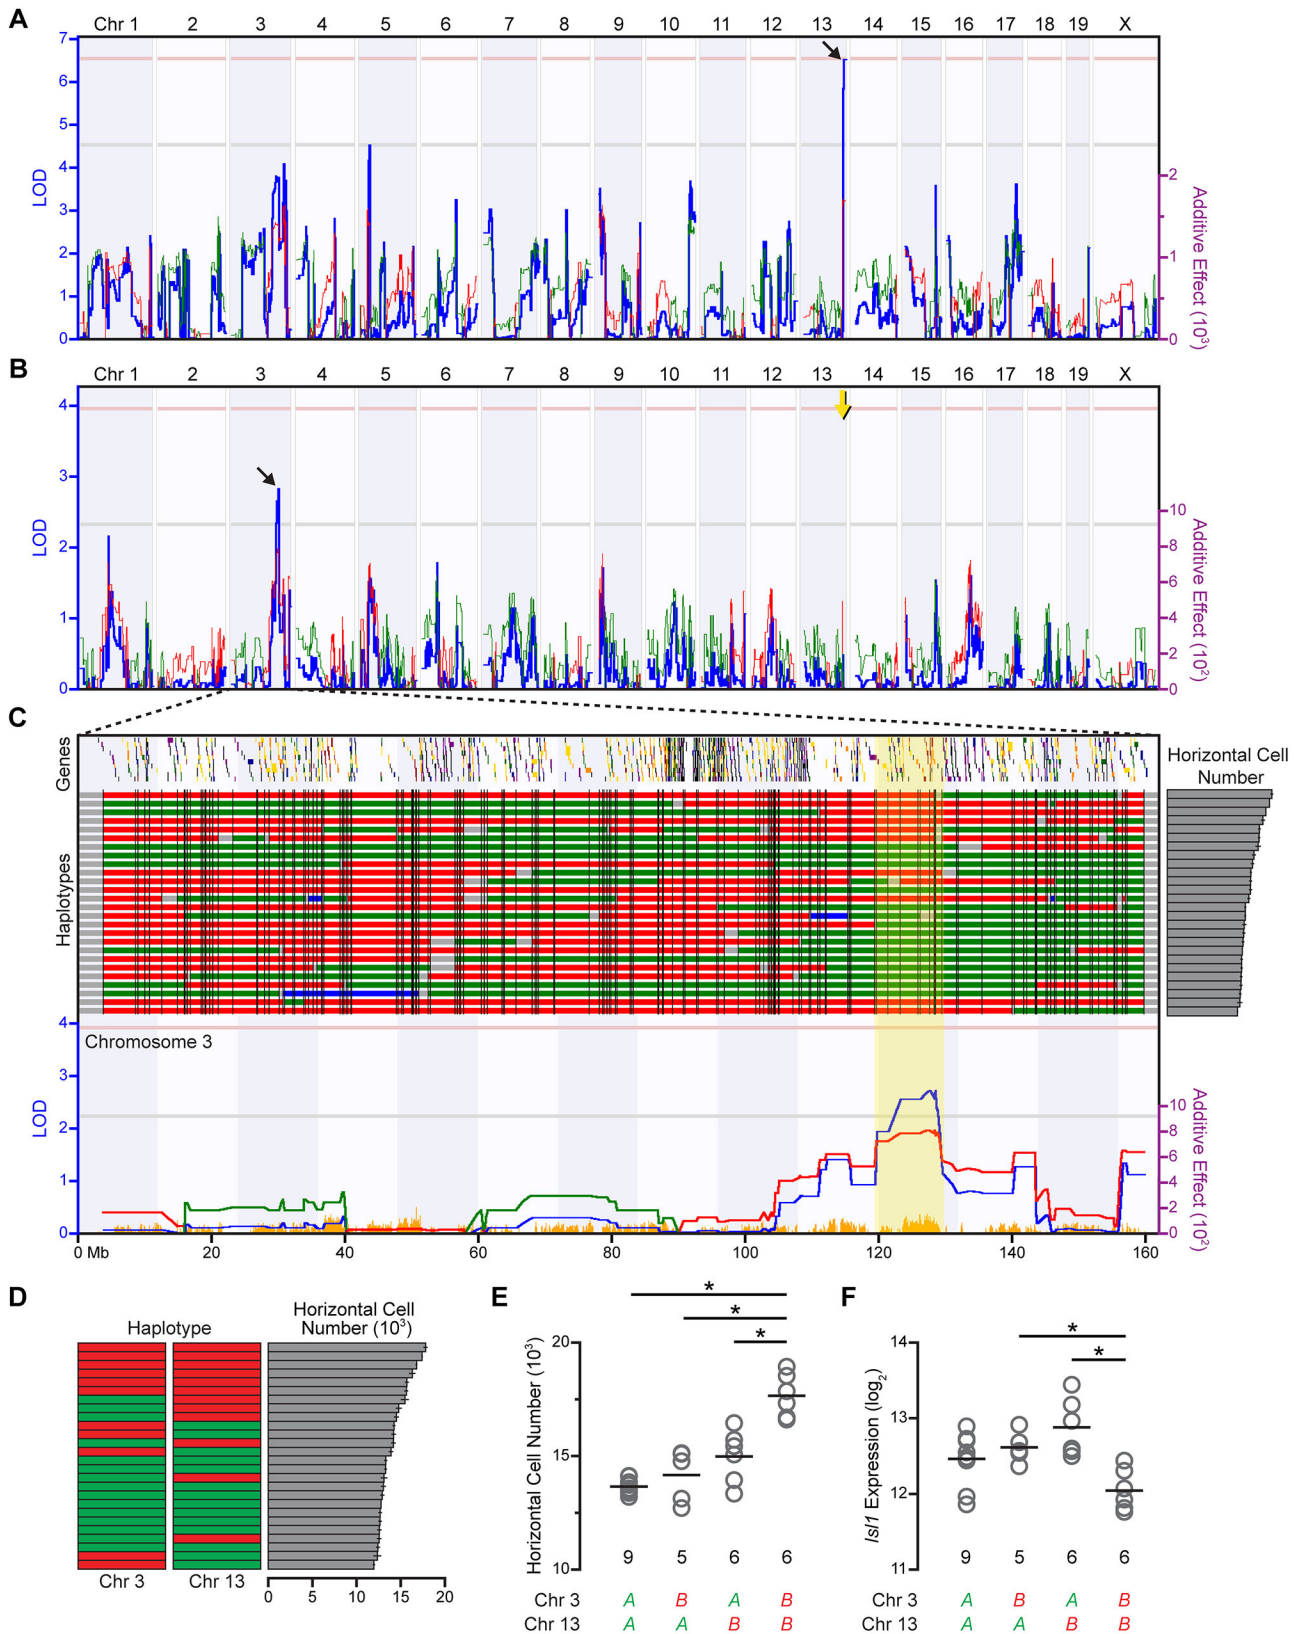 A
Chr 1 2 3 4 5 6 7 8 9 10 11 12 13 14 15 16 17 18 19 X
7
6
5
4
3
2
1
0
LOD
2
1
0
Additive Effect (10³)
B
Chr 1 2 3 4 5 6 7 8 9 10 11 12 13 14 15 16 17 18 19 X
4
3
2
1
0
LOD
10
8
6
4
2
0
Additive Effect (10²)
C
Genes
Haplotypes
Horizontal Cell
Number
Chromosome 3
4
3
2
1
0
LOD
10
8
6
4
2
0
Additive Effect (10²)
0 Mb 20 40 60 80 100 120 140 160
D
Haplotype
Horizontal Cell
Number (10³)
Chr 3 Chr 13
0 5 10 15 20
E
* 
*
*
Horizontal Cell Number (10³)
20
15
10
9 5 6 6
Chr 3 A B A B
Chr 13 A A B B
F
*
*
Isl1 Expression (log₂)
14
13
12
11
9 5 6 6
Chr 3 A B A B
Chr 13 A A B B